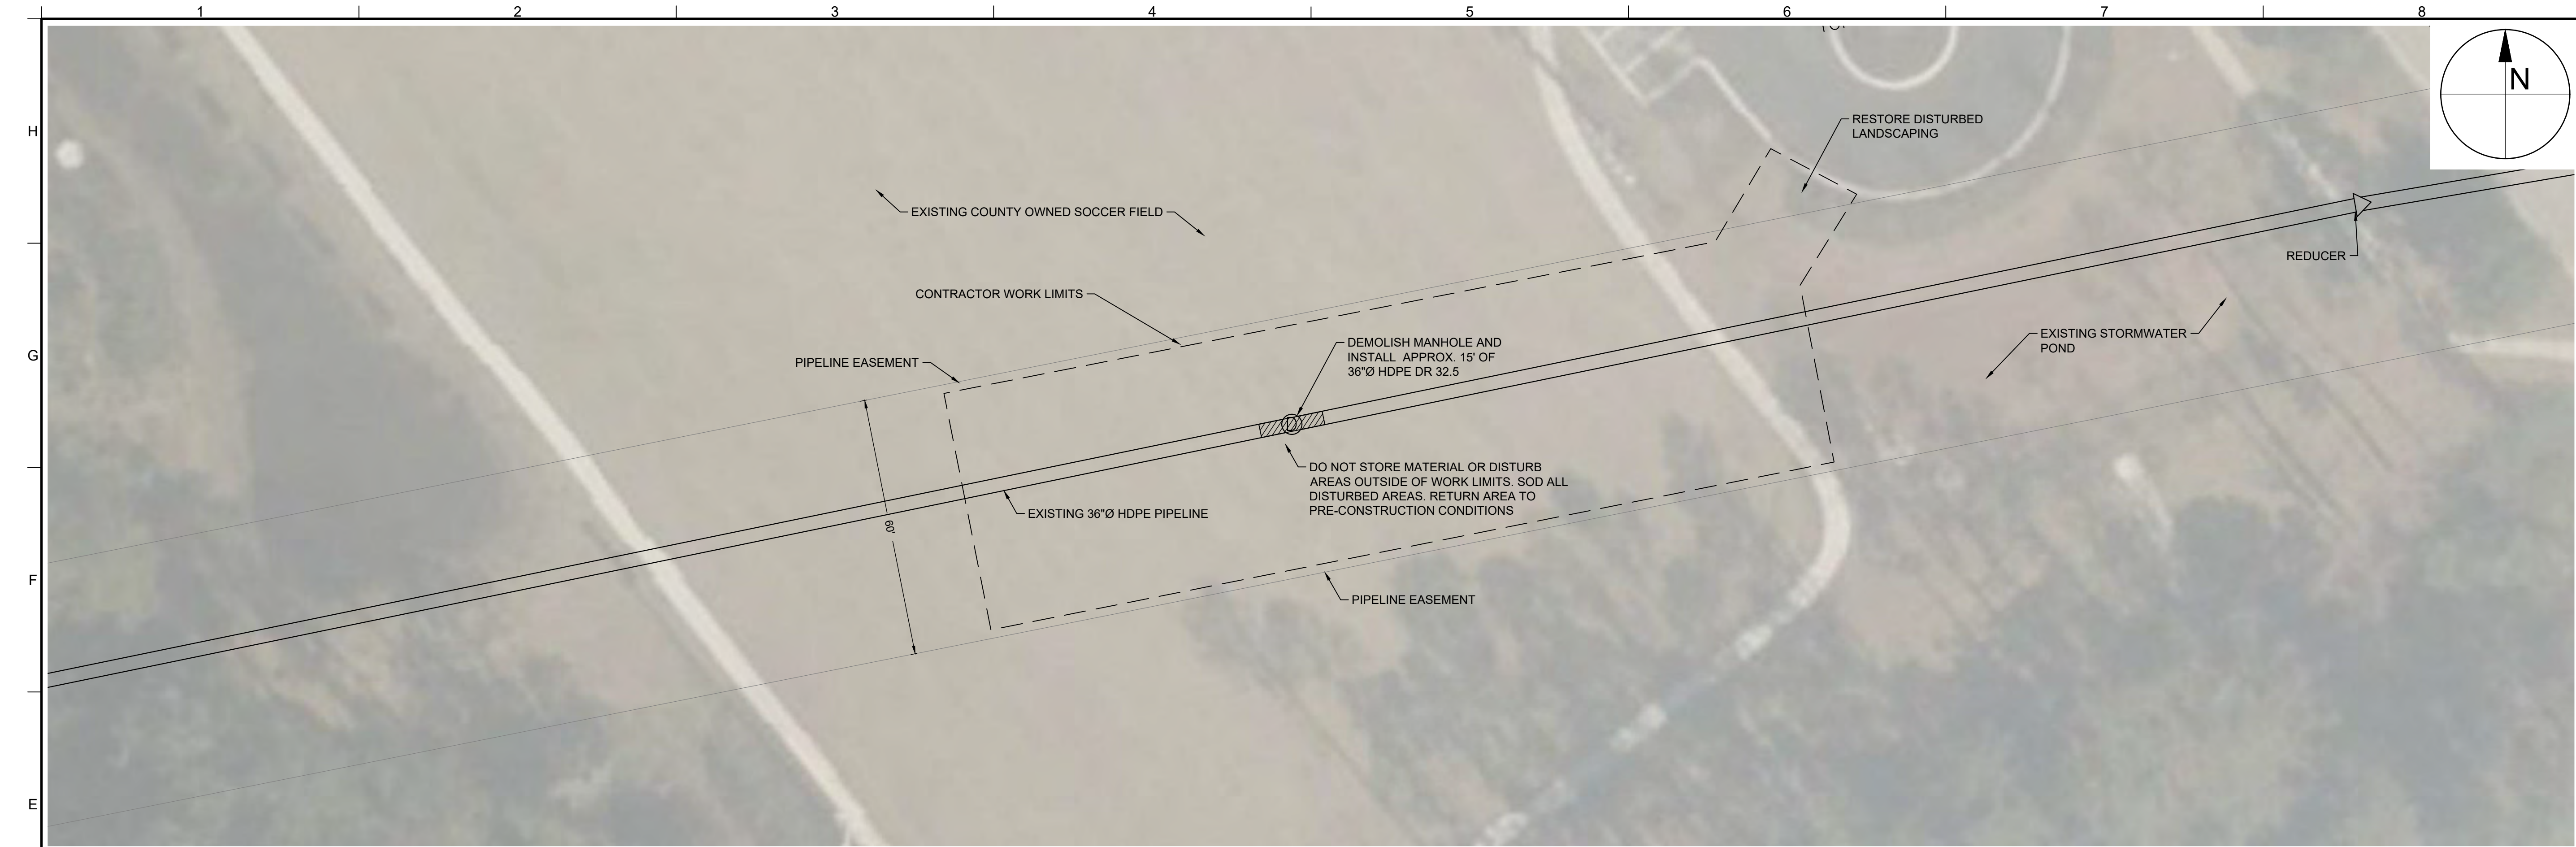 1 2 3 4 5 6 7 8
N
H
RESTORE DISTURBED
LANDSCAPING
EXISTING COUNTY OWNED SOCCER FIELD
REDUCER
CONTRACTOR WORK LIMITS
EXISTING STORMWATER
POND
DEMOLISH MANHOLE AND
INSTALL APPROX. 15' OF
36"Ø HDPE DR 32.5
G
PIPELINE EASEMENT
D
DO NOT STORE MATERIAL OR DISTURB
AREAS OUTSIDE OF WORK LIMITS. SOD ALL
DISTURBED AREAS. RETURN AREA TO
PRE-CONSTRUCTION CONDITIONS
EXISTING 36"Ø HDPE PIPELINE
60'
F
PIPELINE EASEMENT
E